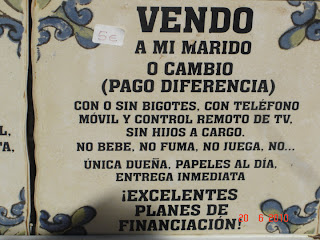 VENDO
5€
A MI MARIDO
O CAMBIO
(PAGO DIFERENCIA)
CON O SIN BIGOTES, CON TELÉFONO
MÓVIL Y CONTROL REMOTO DE TV,
SIN HIJOS A CARGO.
NO BEBE, NO FUMA, NO JUEGA, NO...
ÚNICA DUEÑA, PAPELES AL DÍA,
ENTREGA INMEDIATA
¡EXCELENTES
PLANES DE
FINANCIACIÓN!